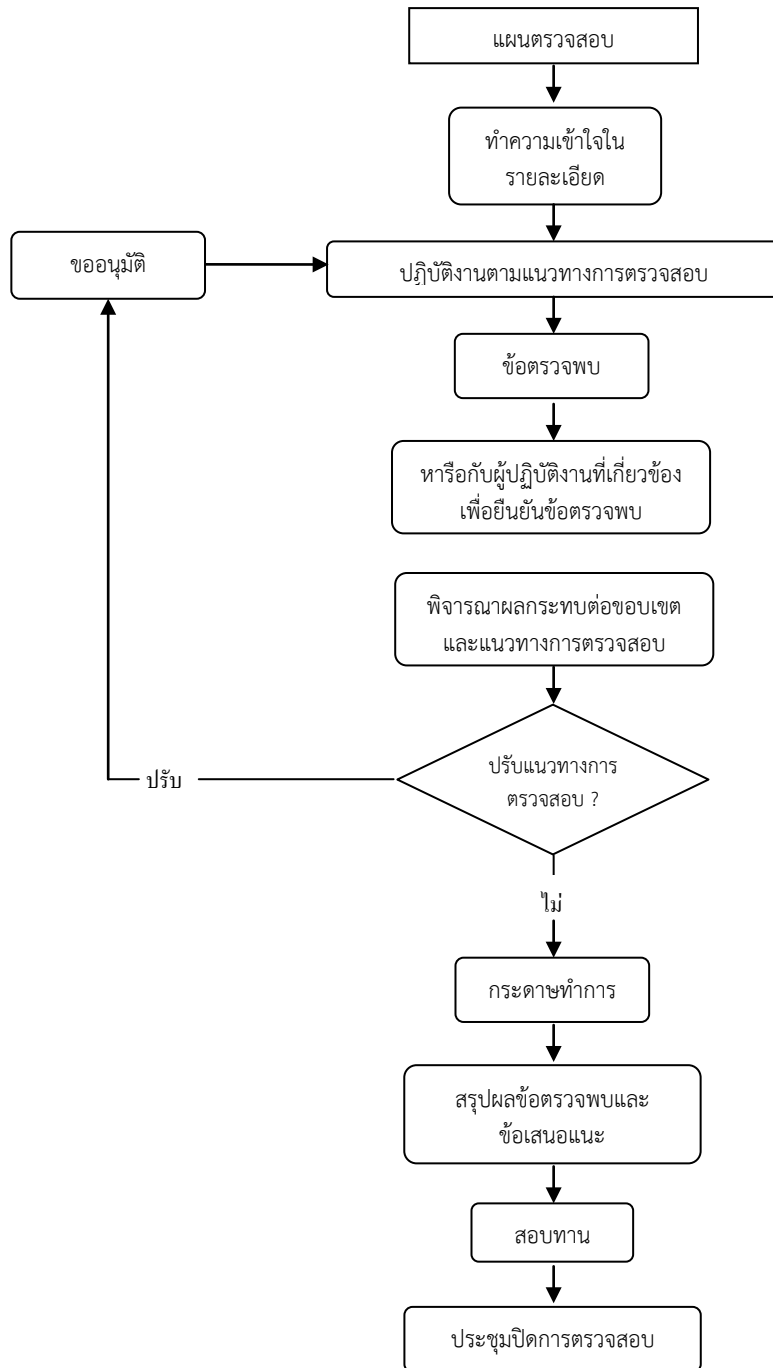 แผนตรวจสอบ
ทำความเข้าใจใน
รายละเอียด
ขออนุมัติ
ปฏิบัติงานตามแนวทางการตรวจสอบ
ข้อตรวจพบ
หารือกับผู้ปฏิบัติงานที่เกี่ยวข้อง
เพื่อยืนยันข้อตรวจพบ
พิจารณาผลกระทบต่อขอบเขต
และแนวทางการตรวจสอบ
ปรับแนวทางการ
ตรวจสอบ ?
ปรับ
ไม่
กระดาษทำการ
สรุปผลข้อตรวจพบและ
ข้อเสนอแนะ
สอบทาน
ประชุมปิดการตรวจสอบ